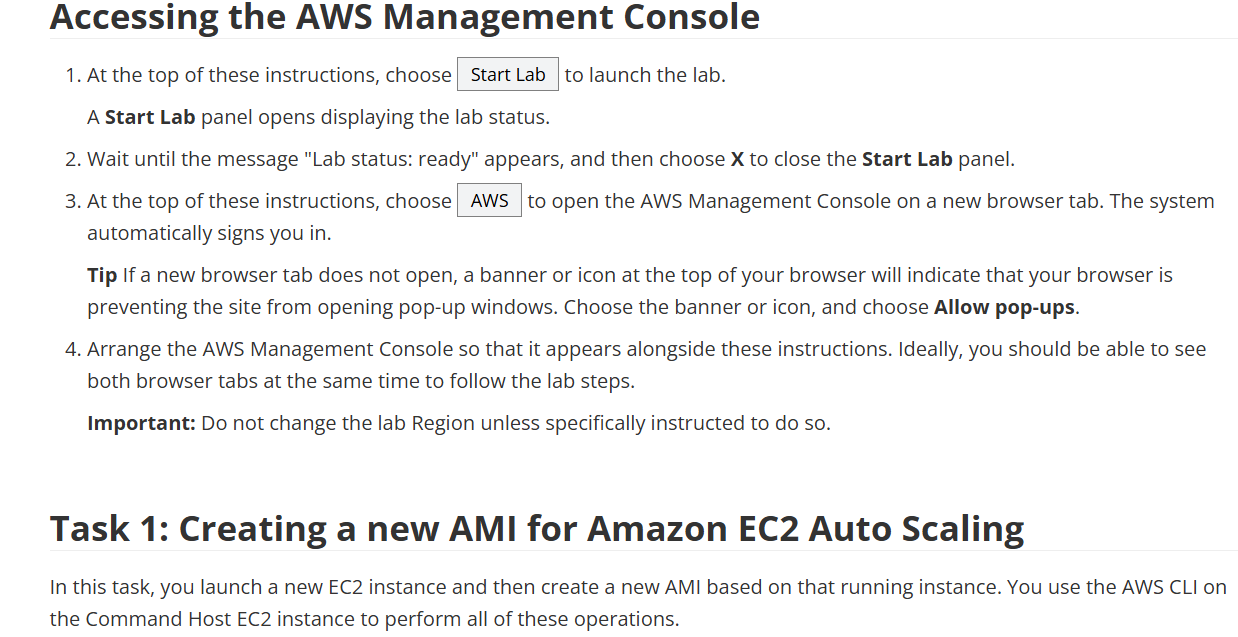 Accessing the AWS Management Console
1. At the top of these instructions, choose Start Lab to launch the lab.
A Start Lab panel opens displaying the lab status.
2. Wait until the message "Lab status: ready" appears, and then choose X to close the Start Lab panel.
3. At the top of these instructions, choose AWS to open the AWS Management Console on a new browser tab. The system
automatically signs you in.
Tip If a new browser tab does not open, a banner or icon at the top of your browser will indicate that your browser is
preventing the site from opening pop-up windows. Choose the banner or icon, and choose Allow pop-ups.
4. Arrange the AWS Management Console so that it appears alongside these instructions. Ideally, you should be able to see
both browser tabs at the same time to follow the lab steps.
Important: Do not change the lab Region unless specifically instructed to do so.
Task 1: Creating a new AMI for Amazon EC2 Auto Scaling
In this task, you launch a new EC2 instance and then create a new AMI based on that running instance. You use the AWS CLI on
the Command Host EC2 instance to perform all of these operations.